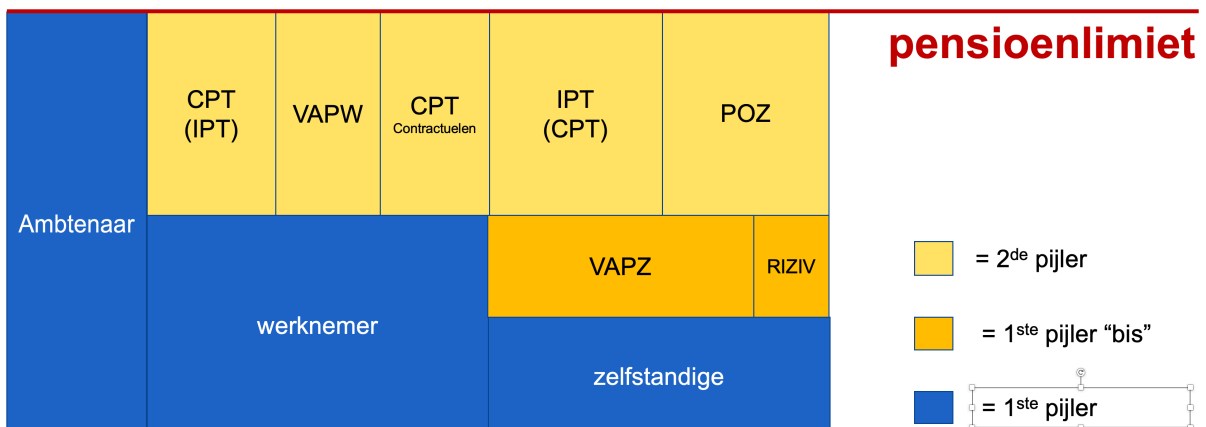 pensioenlimiet
CPT
(IPT)
VAPW
CPT
Contractuelen
IPT
(CPT)
POZ
Ambtenaar
VAPZ
RIZIV
werknemer
zelfstandige
= 2de pijler
= 1ste pijler “bis”
= 1ste pijler